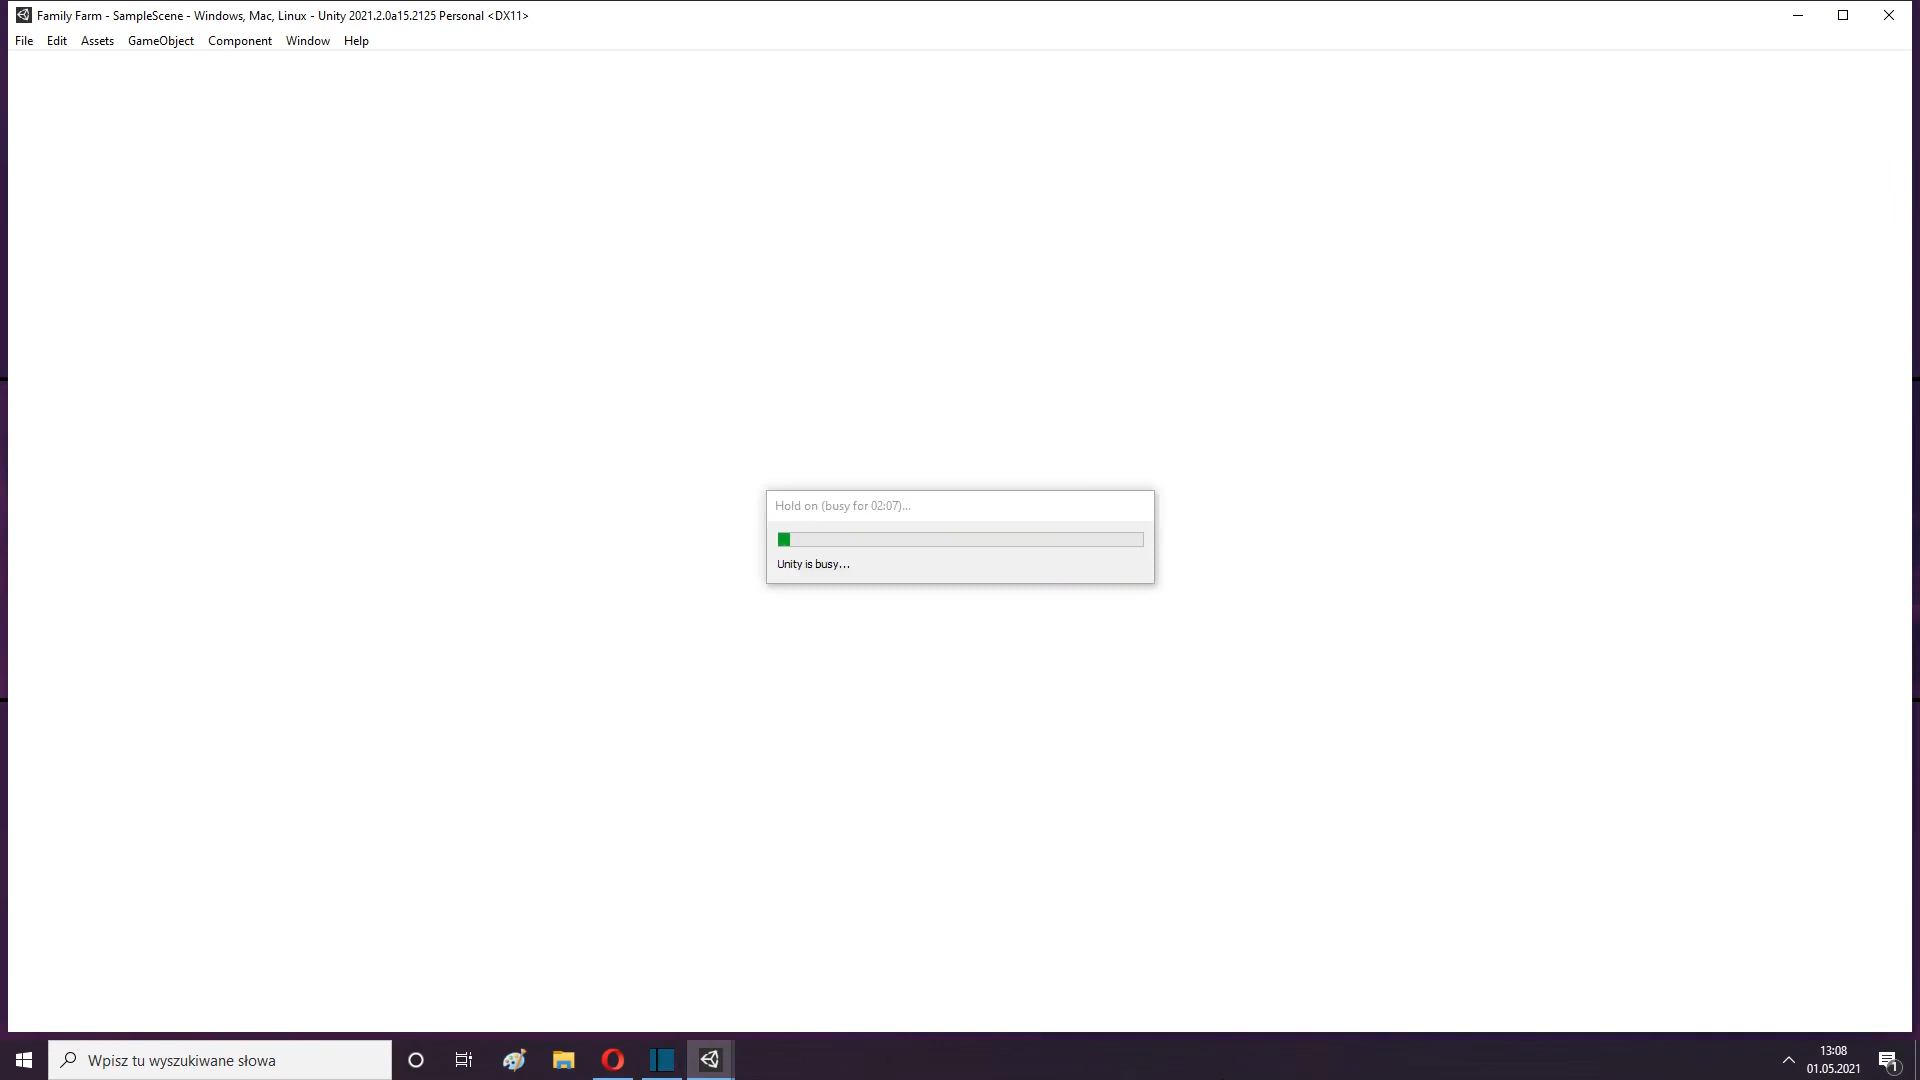 Family Farm - SampleScene - Windows, Mac, Linux - Unity 2021.2.0a15.2125 Personal <DX11>
File Edit Assets GameObject Component Window Help
Hold on (busy for 02:07)...
Unity is busy...
Wpisz tu wyszukiwane słowa
13:08
01.05.2021
1